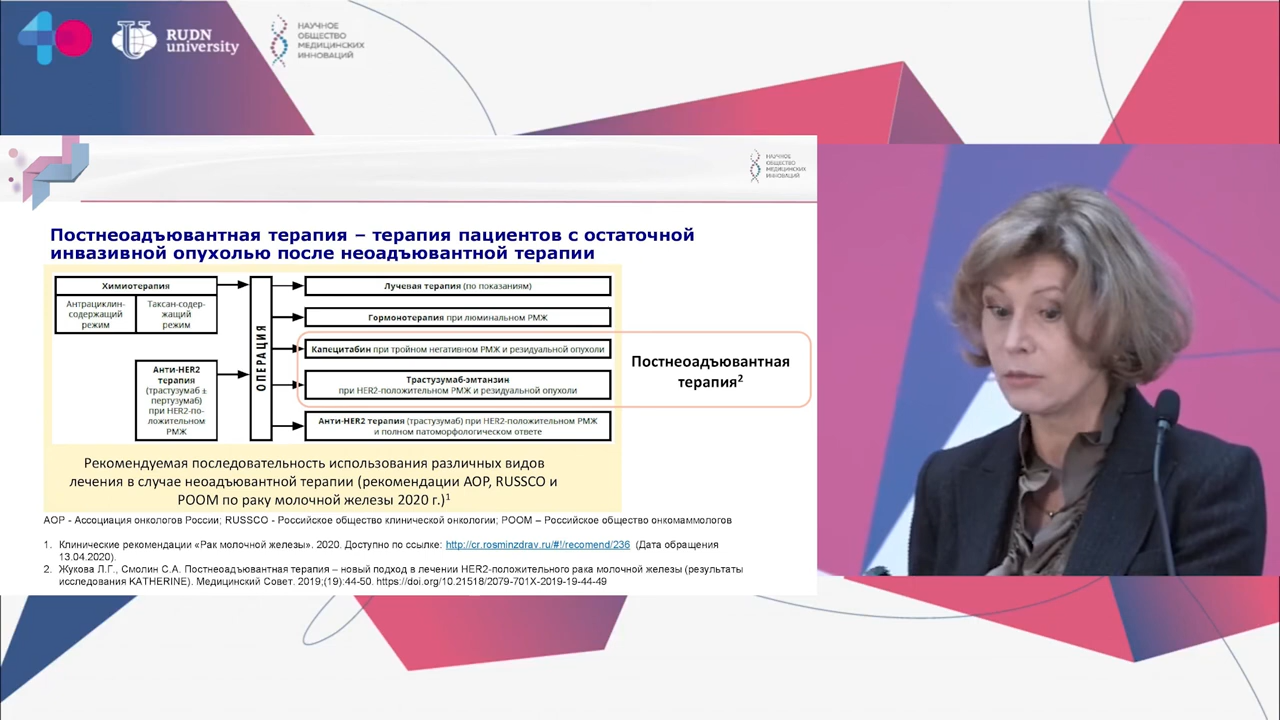 40
RUDN
university
НАУЧНОЕ
ОБЩЕСТВО
МЕДИЦИНСКИХ
ИННОВАЦИЙ
НАУЧНОЕ
ОБЩЕСТВО
МЕДИЦИНСКИХ
ИННОВАЦИЙ
Постнеоадъювантная терапия – терапия пациентов с остаточной
инвазивной опухолью после неоадъювантной терапии
Химиотерапия
Антрациклин-
содержащий
режим
Таксан-содер-
жащий
режим
Анти-HER2
терапия
(трастузумаб ±
пертузумаб)
при HER2-по-
ложительном
РМЖ
ОПЕРАЦИЯ
Лучевая терапия (по показаниям)
Гормонотерапия при люминальном РМЖ
Капецитабин при тройном негативном РМЖ и резидуальной опухоли
Трастузумаб-эмтанзин
при HER2-положительном РМЖ и резидуальной опухоли
Анти-HER2 терапия (трастузумаб) при HER2-положительном РМЖ
и полном патоморфологическом ответе
Постнеоадъювантная
терапия2
Рекомендуемая последовательность использования различных видов
лечения в случае неоадъювантной терапии (рекомендации АОР, RUSSCO и
РООМ по раку молочной железы 2020 г.)1
АОР - Ассоциация онкологов России; RUSSCO - Российское общество клинической онкологии; РООМ – Российское общество онкомаммологов
1. Клинические рекомендации «Рак молочной железы». 2020. Доступно по ссылке: http://cr.rosminzdrav.ru/#!/recomend/236 (Дата обращения
13.04.2020).
2. Жукова Л.Г., Смолин С.А. Постнеоадъювантная терапия – новый подход в лечении HER2-положительного рака молочной железы (результаты
исследования KATHERINE). Медицинский Совет. 2019;(19):44-50. https://doi.org/10.21518/2079-701X-2019-19-44-49